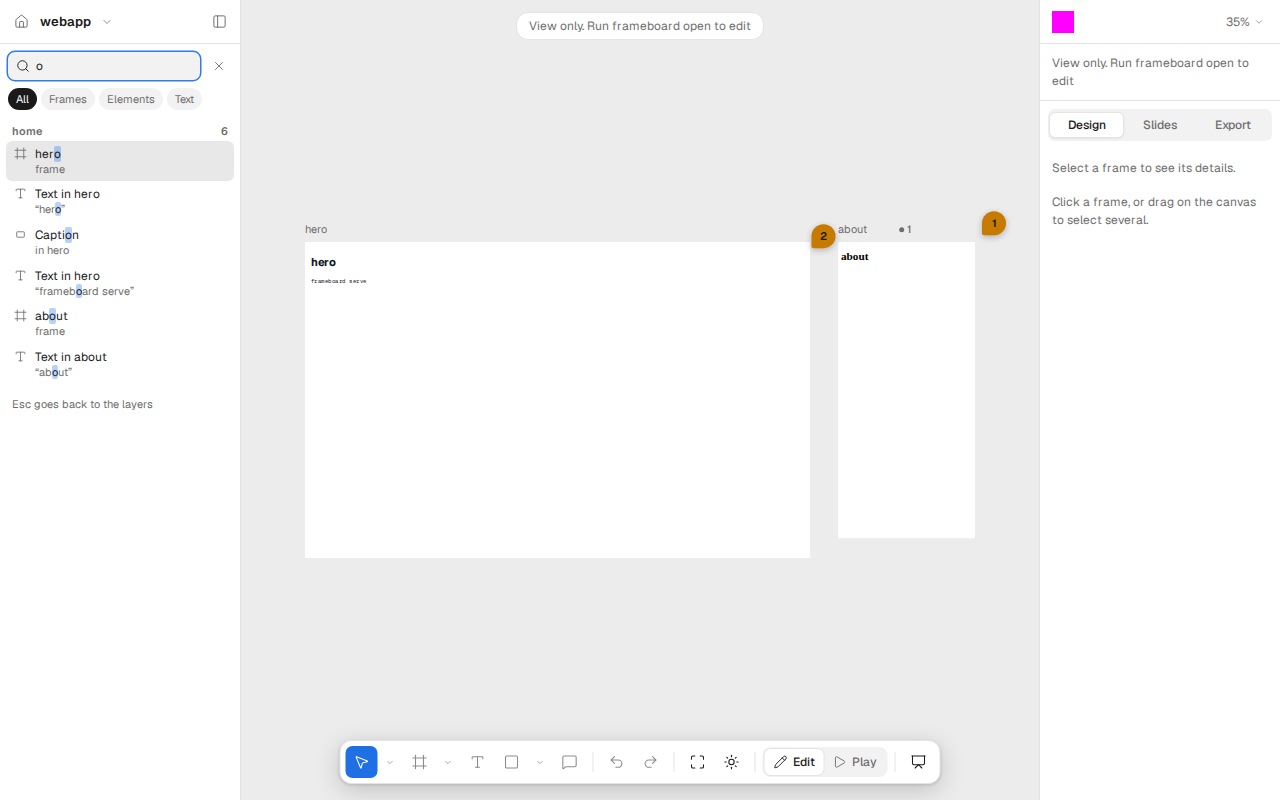 webapp
o
All
Frames
Elements
Text
home 6
hero
frame
Text in hero
“hero”
Caption
in hero
Text in hero
“frameboard serve”
about
frame
Text in about
“about”
Esc goes back to the layers
View only. Run frameboard open to edit
hero
2
about
1
1
hero
frameboard serve
about
Edit
Play
35%
View only. Run frameboard open to
edit
Design
Slides
Export
Select a frame to see its details.
Click a frame, or drag on the canvas
to select several.